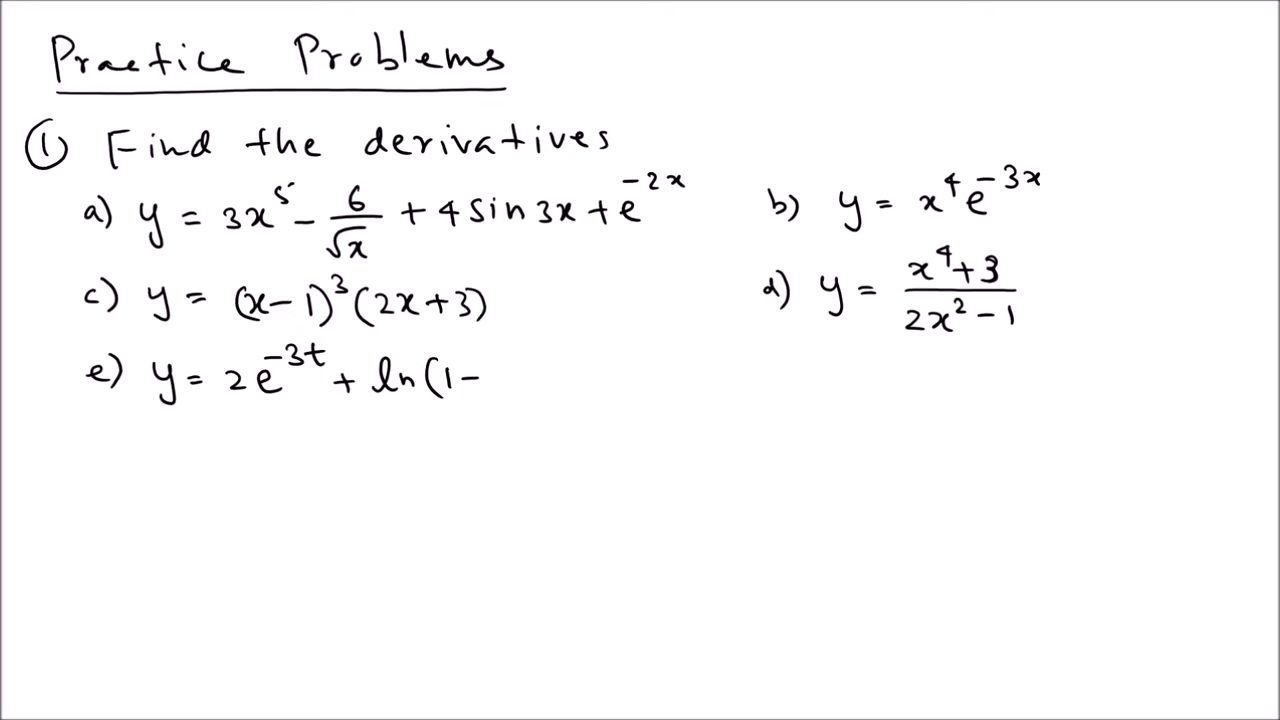 Practice Problems
① Find the derivatives
a) y = 3x⁵ - 6/√x + 4 sin 3x + e^{-2x}
b) y = x⁴e^{-3x}
c) y = (x-1)³(2x+3)
d) y = (x⁴+3)/(2x²-1)
e) y = 2e^{-3t} + ln(1-